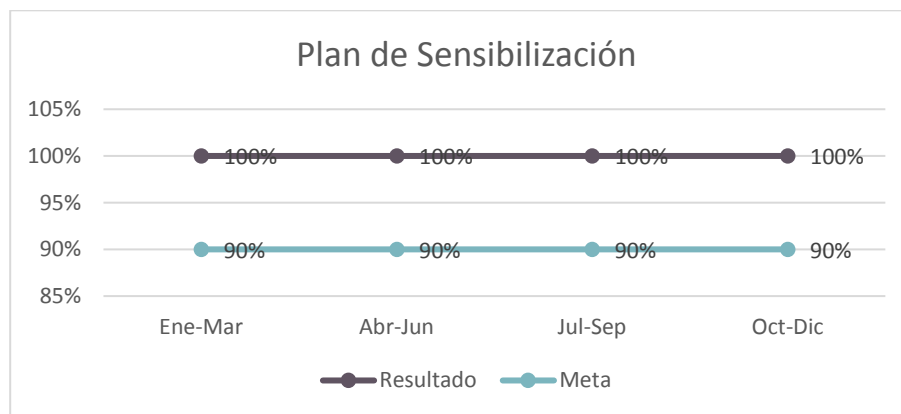 Plan de Sensibilización
105%
100%
100% 100% 100% 100%
95%
90%
90% 90% 90% 90%
85%
Ene-Mar Abr-Jun Jul-Sep Oct-Dic
Resultado Meta